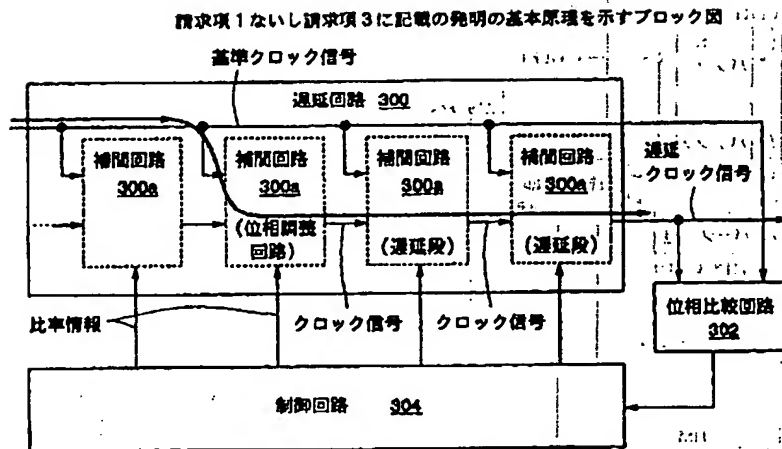 請求項1ないし請求項3に記載の発明の基本原理を示すブロック図
基準クロック信号
遅延回路 300
補間回路
300a
補間回路
300a
(位相調整
回路)
補間回路
300a
(遅延段)
補間回路
300a
(遅延段)
遅延
クロック信号
比率情報
クロック信号
クロック信号
位相比較回路
302
制御回路 304